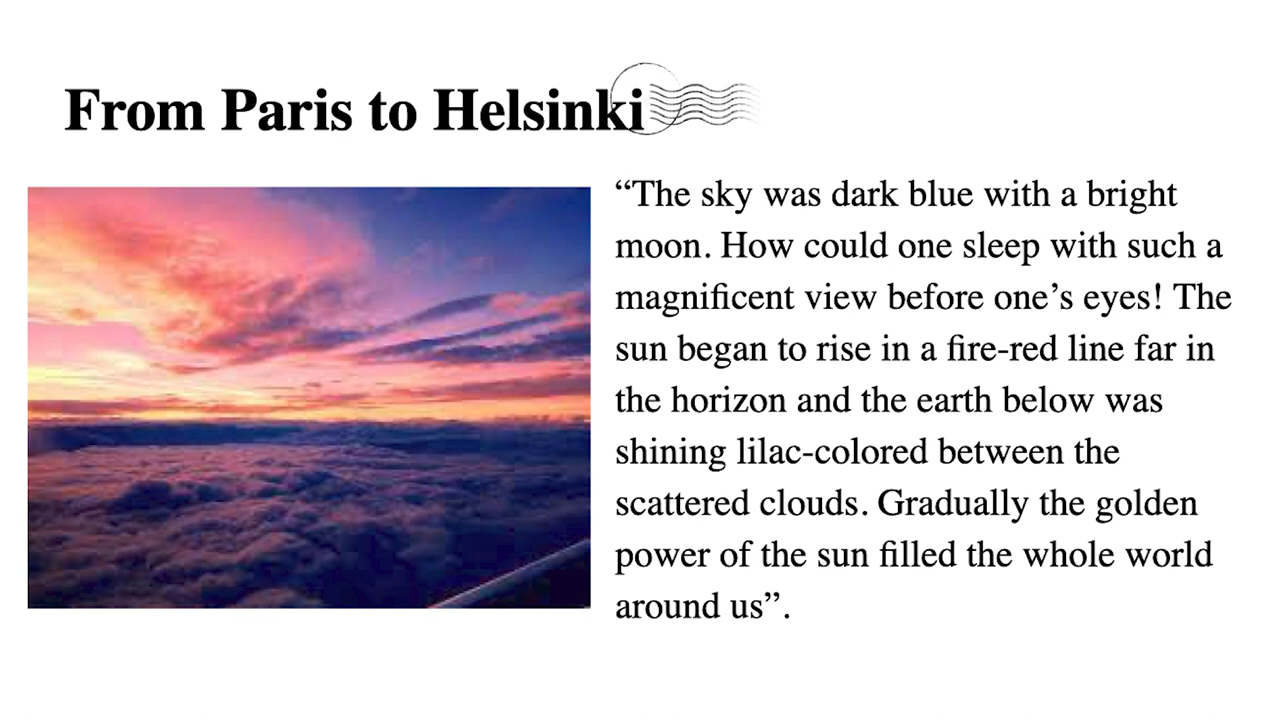 From Paris to Helsinki
“The sky was dark blue with a bright
moon. How could one sleep with such a
magnificent view before one’s eyes! The
sun began to rise in a fire-red line far in
the horizon and the earth below was
shining lilac-colored between the
scattered clouds. Gradually the golden
power of the sun filled the whole world
around us”.